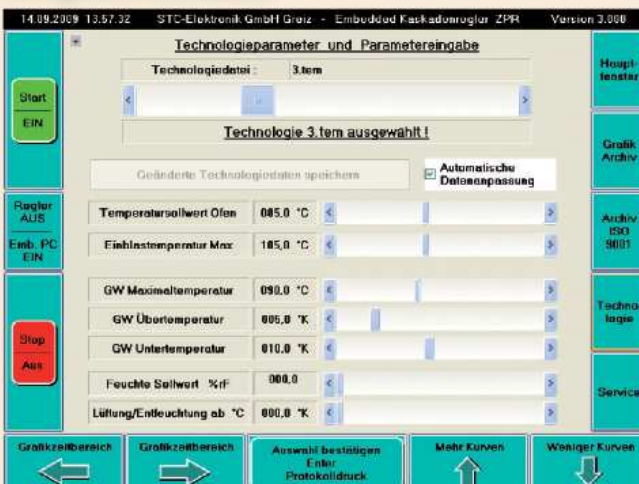 14.09.2009 13.57.32 STC-Elektronik GmbH Greiz - Embedded Kaskadenregler ZPR Version 3.000
Technologieparameter und Parametereingabe
Technologiedatei: 3.tem
Technologie 3.tem ausgewählt!
Geänderte Technologiedaten speichern
Automatische
Datenanpassung
Temperatursollwert Ofen 085.0 °C
Einblastemperatur Max 105,0 °C
GW Maximaltemperatur 090.0 °C
GW Übertemperatur 005,0 °K
GW Untertemperatur 010.0 °K
Feuchte Sollwert %rF 000,0
Lüftung/Entfeuchtung ab °C 000,0 °K
Start
EIN
Regler
AUS
Emb. PC
EIN
Stop
Aus
Haupt-
fenster
Grafik
Archiv
Archiv
ISO
9001
Techno
logie
Service
Grafikzeitbereich
Grafikzeitbereich
Auswahl bestätigen
Enter
Protokolldruck
Mehr Kurven
Weniger Kurven